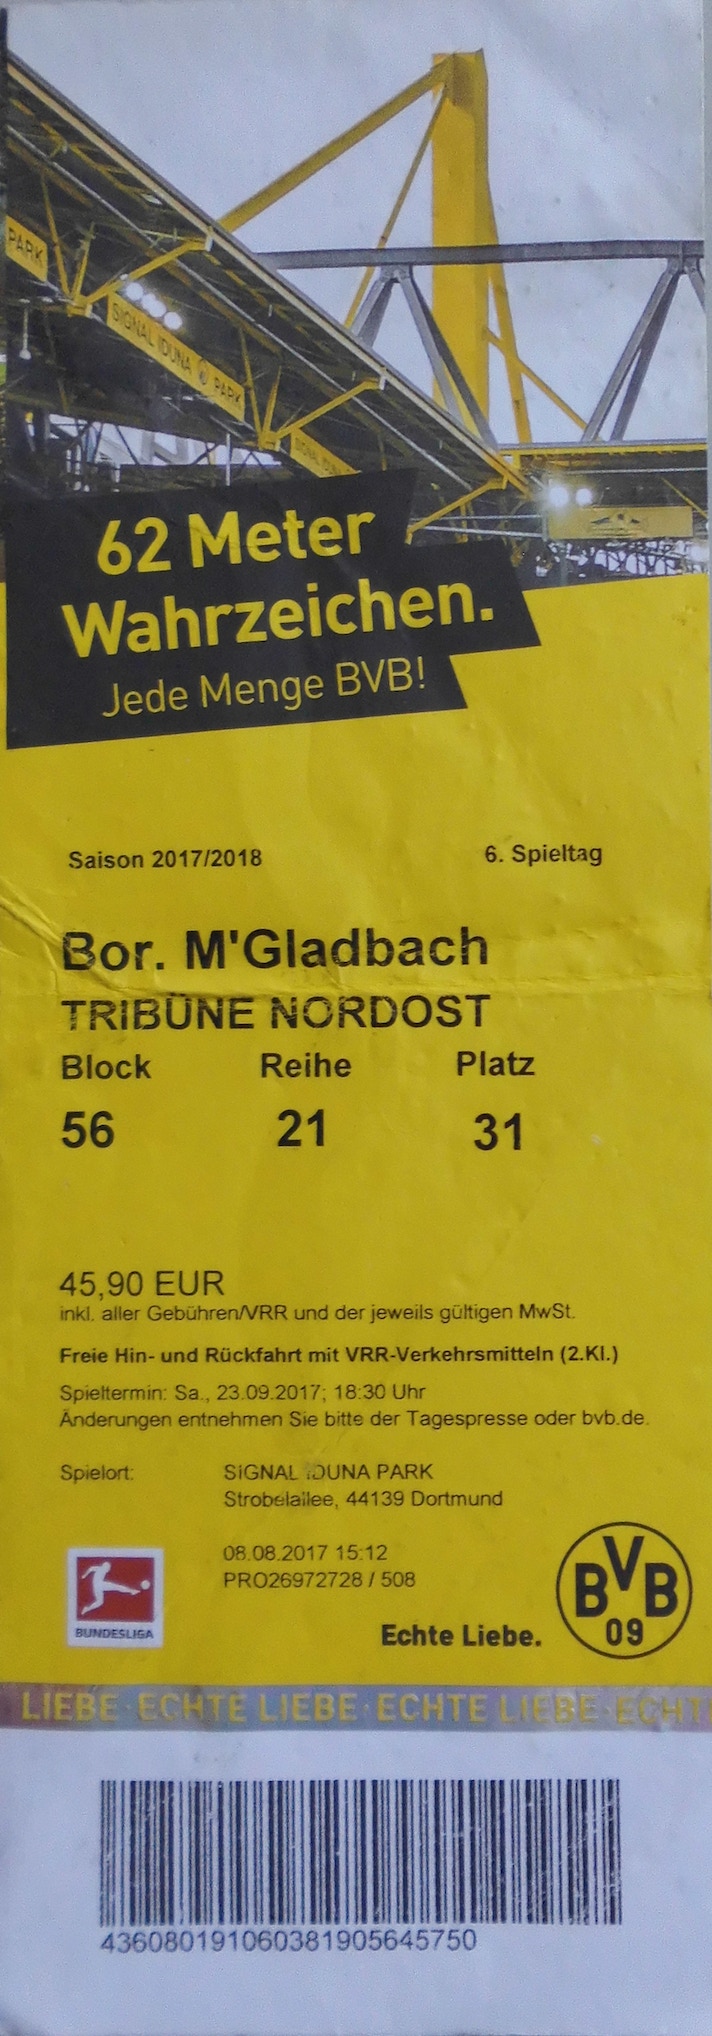 PARK
SIGNAL IDUNA PARK
SIGNAL IDUNA
62 Meter
Wahrzeichen.
Jede Menge BVB!
Saison 2017/2018 6. Spieltag
Bor. M'Gladbach
TRIBÜNE NORDOST
Block Reihe Platz
56 21 31
45,90 EUR
inkl. aller Gebühren/VRR und der jeweils gültigen MwSt.
Freie Hin- und Rückfahrt mit VRR-Verkehrsmitteln (2.Kl.)
Spieltermin: Sa., 23.09.2017; 18:30 Uhr
Änderungen entnehmen Sie bitte der Tagespresse oder bvb.de.
Spielort: SIGNAL IDUNA PARK
Strobelallee, 44139 Dortmund
08.08.2017 15:12
PRO26972728 / 508
BUNDESLIGA
Echte Liebe.
BVB
09
LIEBE · ECHTE LIEBE · ECHTE LIEBE · ECHTE
436080191060381905645750